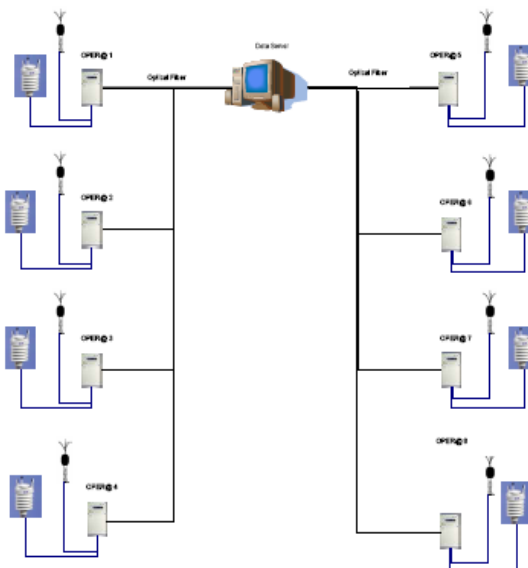 Data Server
OPER@1
Optical Fiber
Optical Fiber
OPER@5
OPER@2
OPER@6
OPER@3
OPER@7
OPER@4
OPER@8